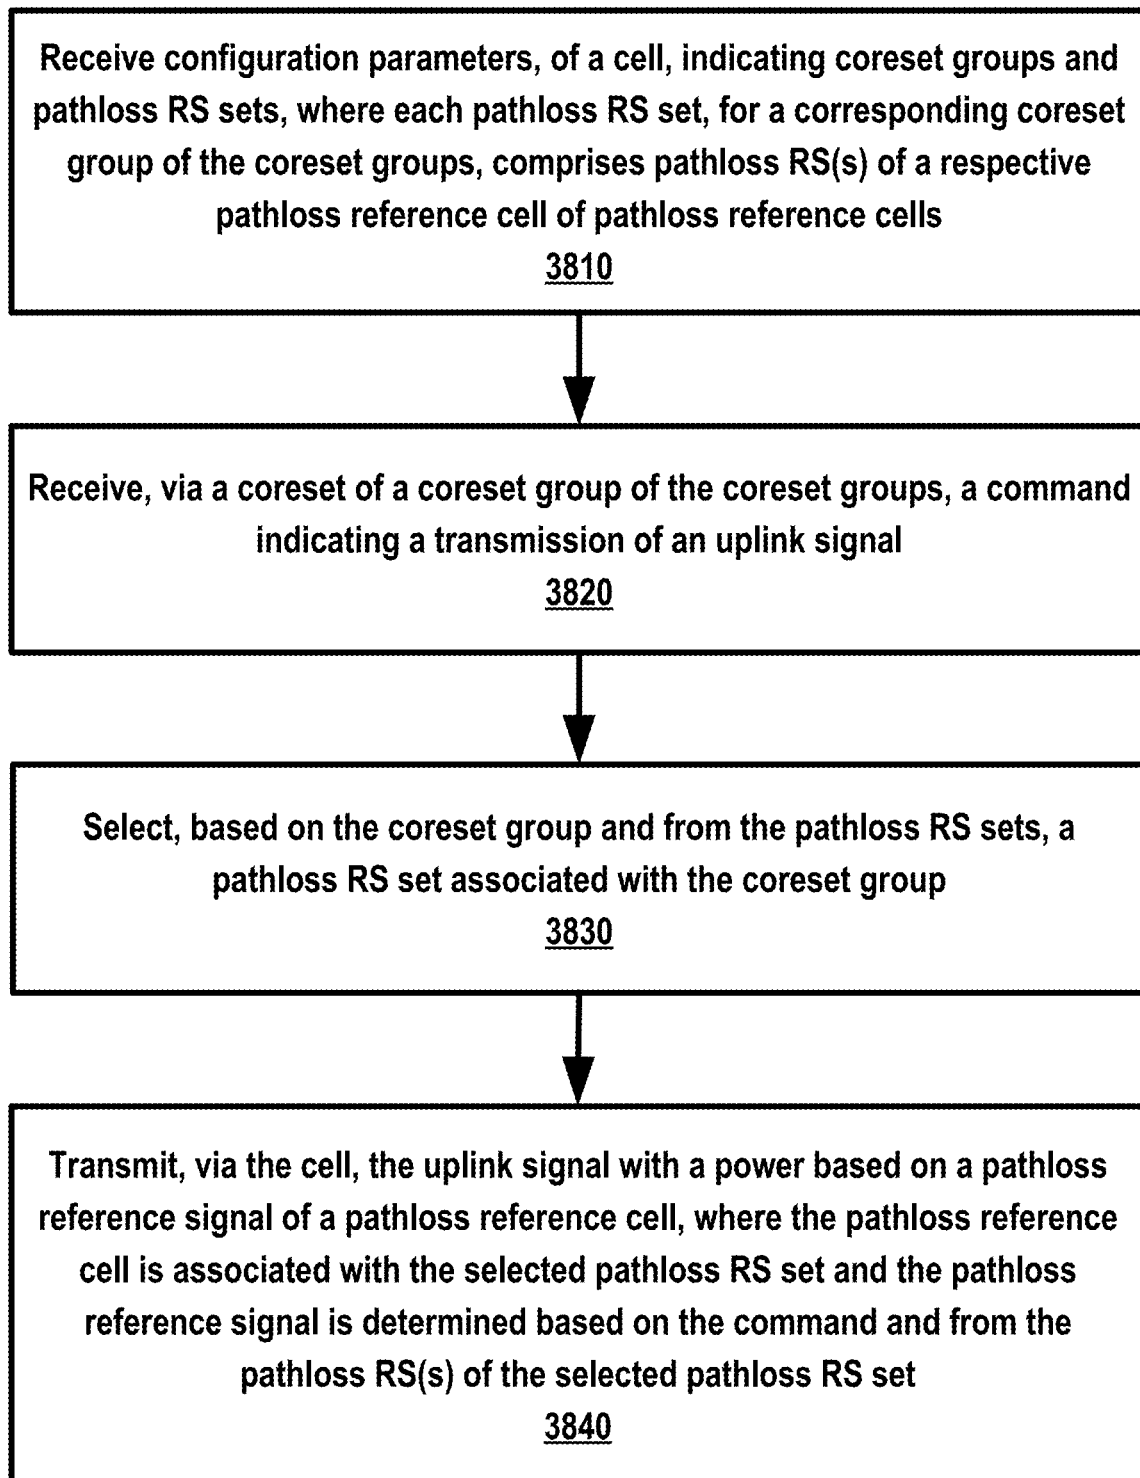 Receive configuration parameters, of a cell, indicating coreset groups and
pathloss RS sets, where each pathloss RS set, for a corresponding coreset
group of the coreset groups, comprises pathloss RS(s) of a respective
pathloss reference cell of pathloss reference cells
3810
Receive, via a coreset of a coreset group of the coreset groups, a command
indicating a transmission of an uplink signal
3820
Select, based on the coreset group and from the pathloss RS sets, a
pathloss RS set associated with the coreset group
3830
Transmit, via the cell, the uplink signal with a power based on a pathloss
reference signal of a pathloss reference cell, where the pathloss reference
cell is associated with the selected pathloss RS set and the pathloss
reference signal is determined based on the command and from the
pathloss RS(s) of the selected pathloss RS set
3840